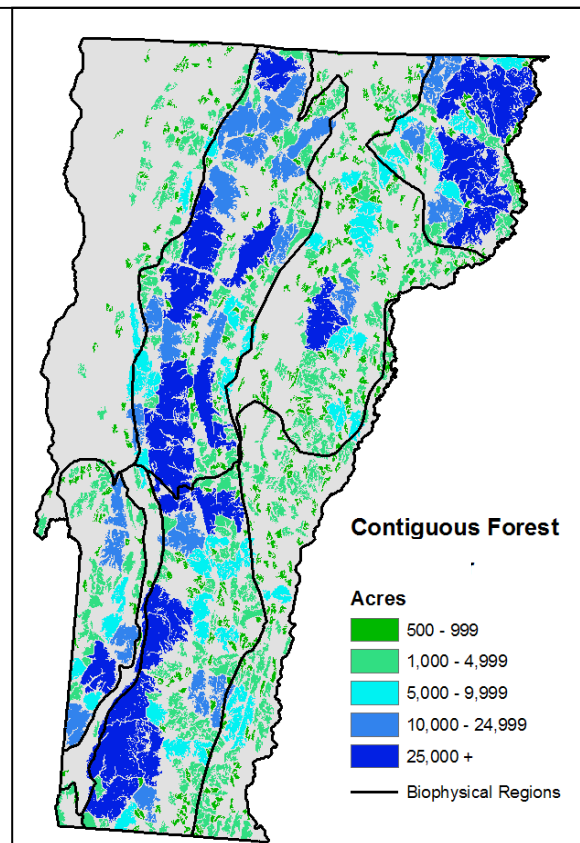 Contiguous Forest
.
Acres
500 - 999
1,000 - 4,999
5,000 - 9,999
10,000 - 24,999
25,000 +
Biophysical Regions